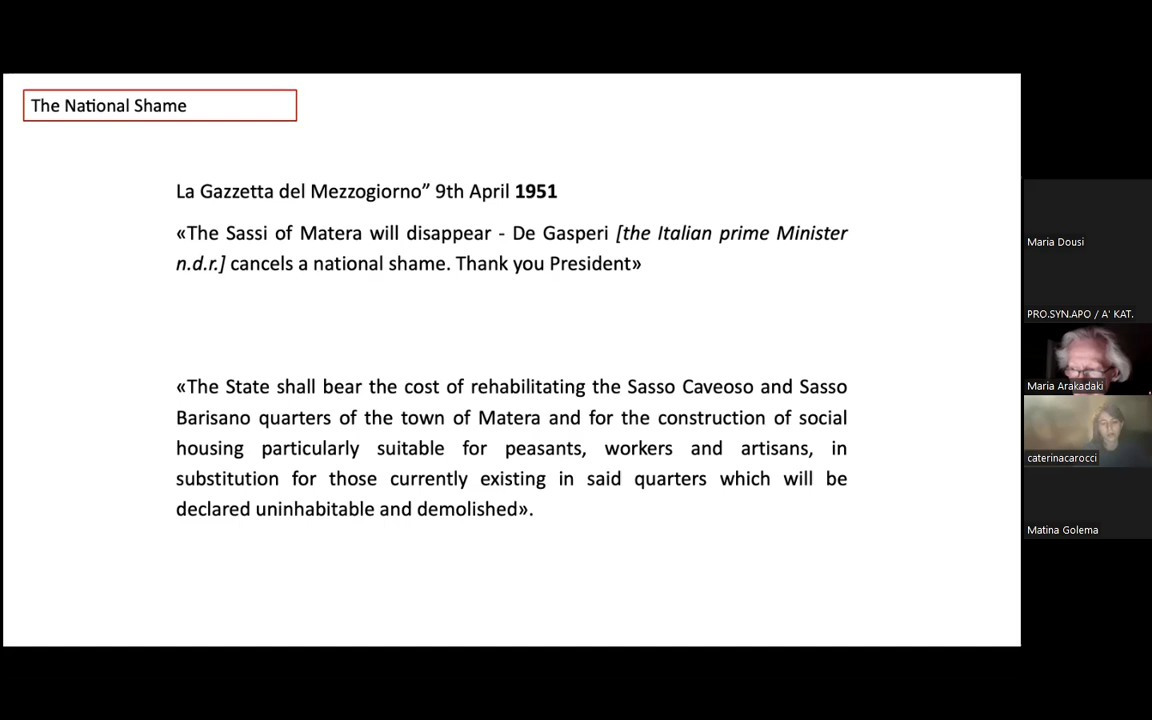 The National Shame
La Gazzetta del Mezzogiorno” 9th April 1951
«The Sassi of Matera will disappear - De Gasperi [the Italian prime Minister
n.d.r.] cancels a national shame. Thank you President»
«The State shall bear the cost of rehabilitating the Sasso Caveoso and Sasso
Barisano quarters of the town of Matera and for the construction of social
housing particularly suitable for peasants, workers and artisans, in
substitution for those currently existing in said quarters which will be
declared uninhabitable and demolished».
Maria Dousi
PRO.SYN.APO / A' KAT.
Maria Arakadaki
caterinacarocci
Matina Golema